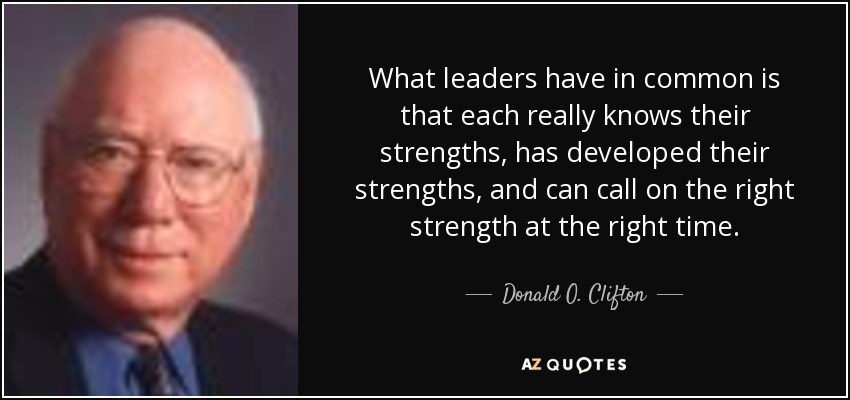 What leaders have in common is
that each really knows their
strengths, has developed their
strengths, and can call on the right
strength at the right time.
Donald O. Clifton
AZ QUOTES